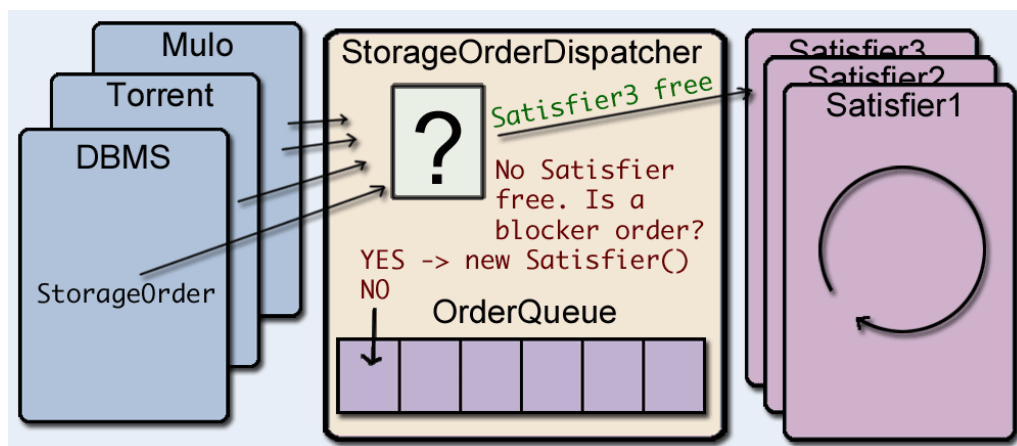 Mulo
Torrent
DBMS
StorageOrder
StorageOrderDispatcher
?
Satisfier3 free
No Satisfier
free. Is a
blocker order?
YES -> new Satisfier()
NO
OrderQueue
Satisfier3
Satisfier2
Satisfier1